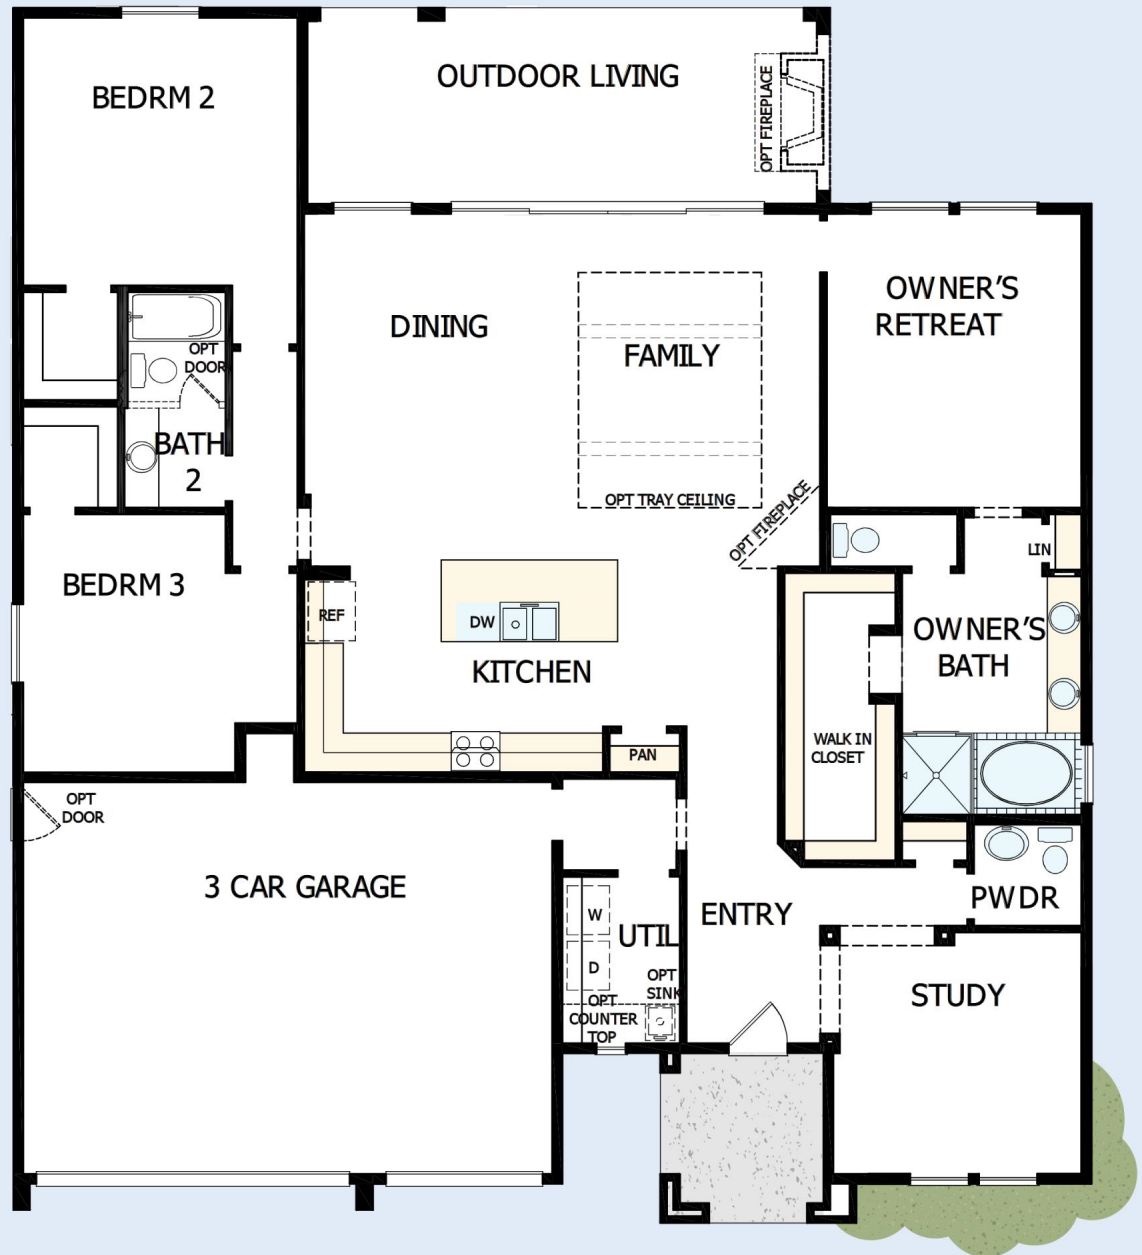 BEDRM 2
OUTDOOR LIVING
OPT FIREPLACE
OWNER'S
RETREAT
DINING
FAMILY
OPT
DOOR
BATH
2
OPT TRAY CEILING
OPT FIREPLACE
LIN
BEDRM 3
REF
DW
OWNER'S
BATH
KITCHEN
WALK IN
CLOSET
PAN
OPT
DOOR
3 CAR GARAGE
W
D
UTIL
ENTRY
PWDR
OPT
SINK
OPT
COUNTER
TOP
STUDY